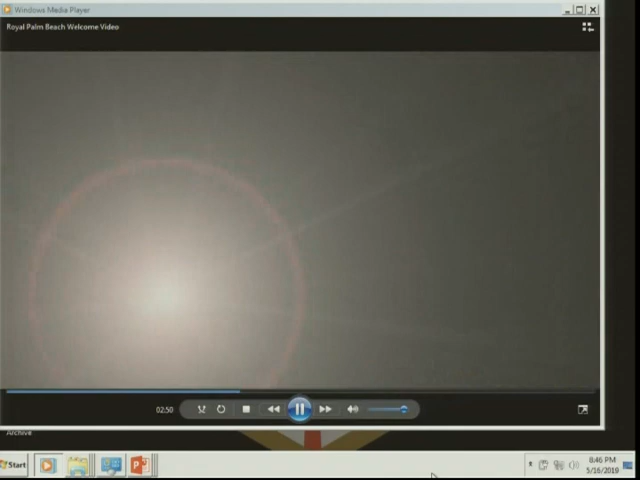 Windows Media Player
Royal Palm Beach Welcome Video
02:50
Archive
Start
8:46 PM
5/16/2019